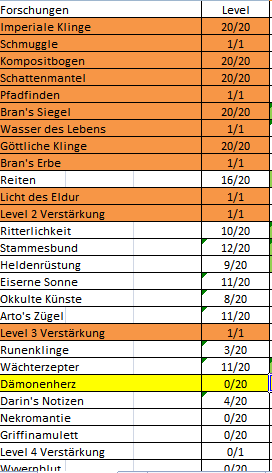 Forschungen Level
Imperiale Klinge 20/20
Schmuggle 1/1
Kompositbogen 20/20
Schattenmantel 20/20
Pfadfinden 1/1
Bran's Siegel 20/20
Wasser des Lebens 1/1
Göttliche Klinge 20/20
Bran's Erbe 1/1
Reiten 16/20
Licht des Eldur 1/1
Level 2 Verstärkung 1/1
Ritterlichkeit 10/20
Stammesbund 12/20
Heldenrüstung 9/20
Eiserne Sonne 11/20
Okkulte Künste 8/20
Arto's Zügel 11/20
Level 3 Verstärkung 1/1
Runenklinge 3/20
Wächterzepter 11/20
Dämonenherz 0/20
Darin's Notizen 4/20
Nekromantie 0/20
Griffinamulett 0/20
Level 4 Verstärkung 0/1
Wyvernblut 0/20